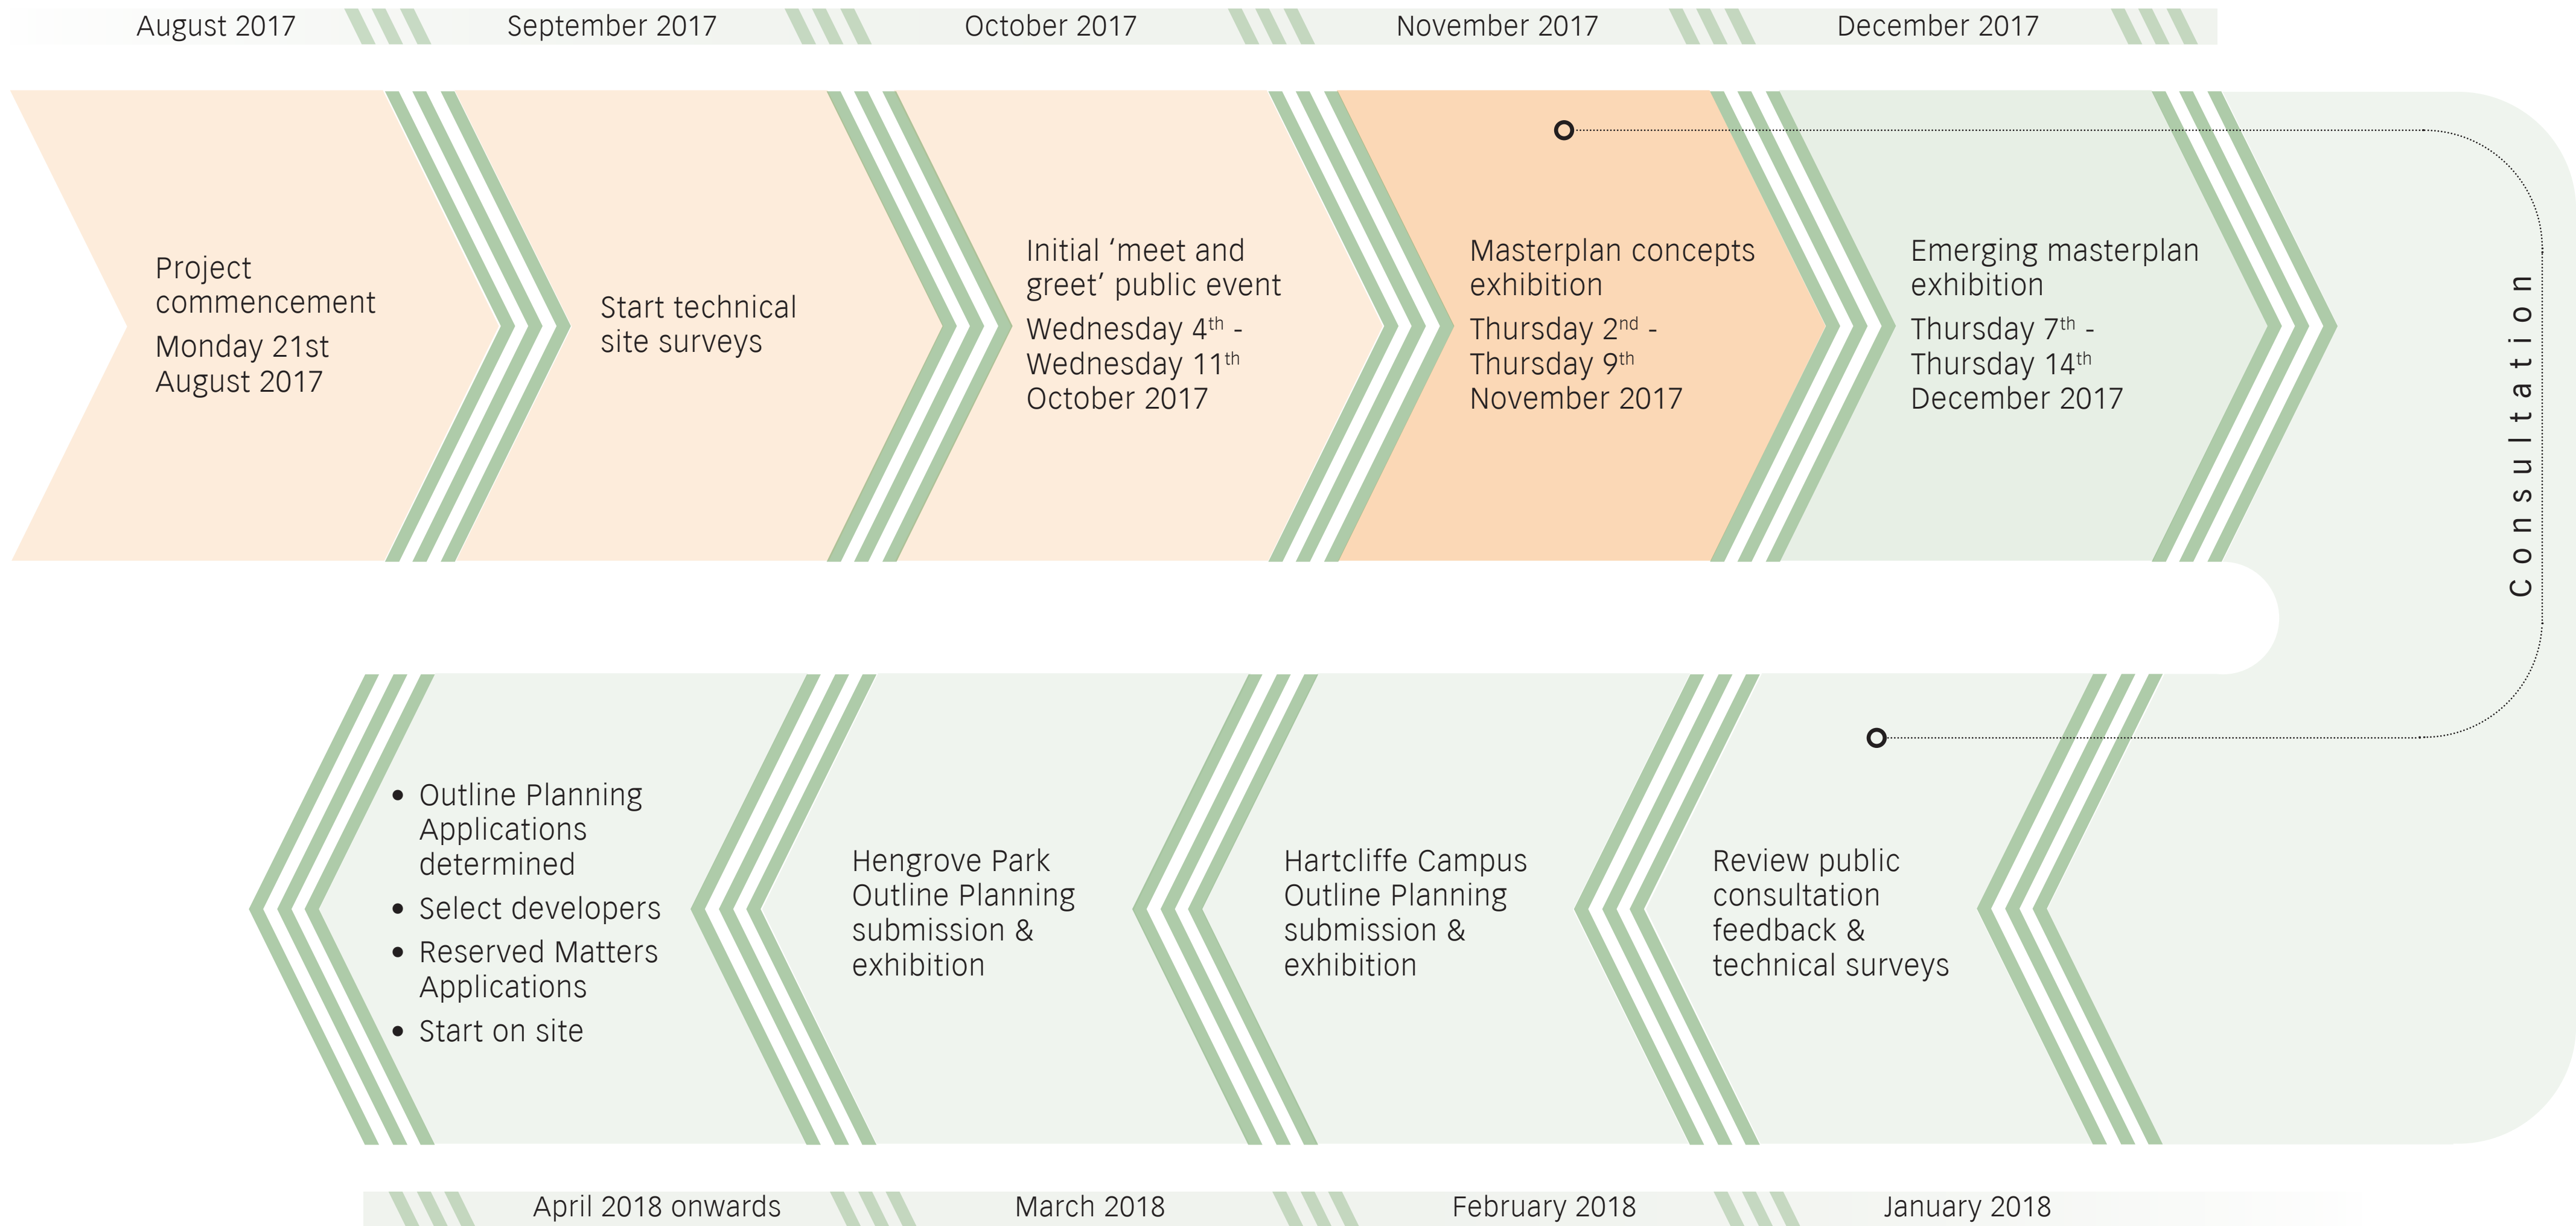 August 2017
September 2017
October 2017
November 2017
December 2017
Project
commencement
Monday 21st
August 2017
Start technical
site surveys
Initial ‘meet and
greet’ public event
Wednesday 4th -
Wednesday 11th
October 2017
Masterplan concepts
exhibition
Thursday 2nd -
Thursday 9th
November 2017
Emerging masterplan
exhibition
Thursday 7th -
Thursday 14th
December 2017
Consultation
Review public
consultation
feedback &
technical surveys
Hartcliffe Campus
Outline Planning
submission &
exhibition
Hengrove Park
Outline Planning
submission &
exhibition
• Outline Planning
Applications
determined
• Select developers
• Reserved Matters
Applications
• Start on site
April 2018 onwards
March 2018
February 2018
January 2018